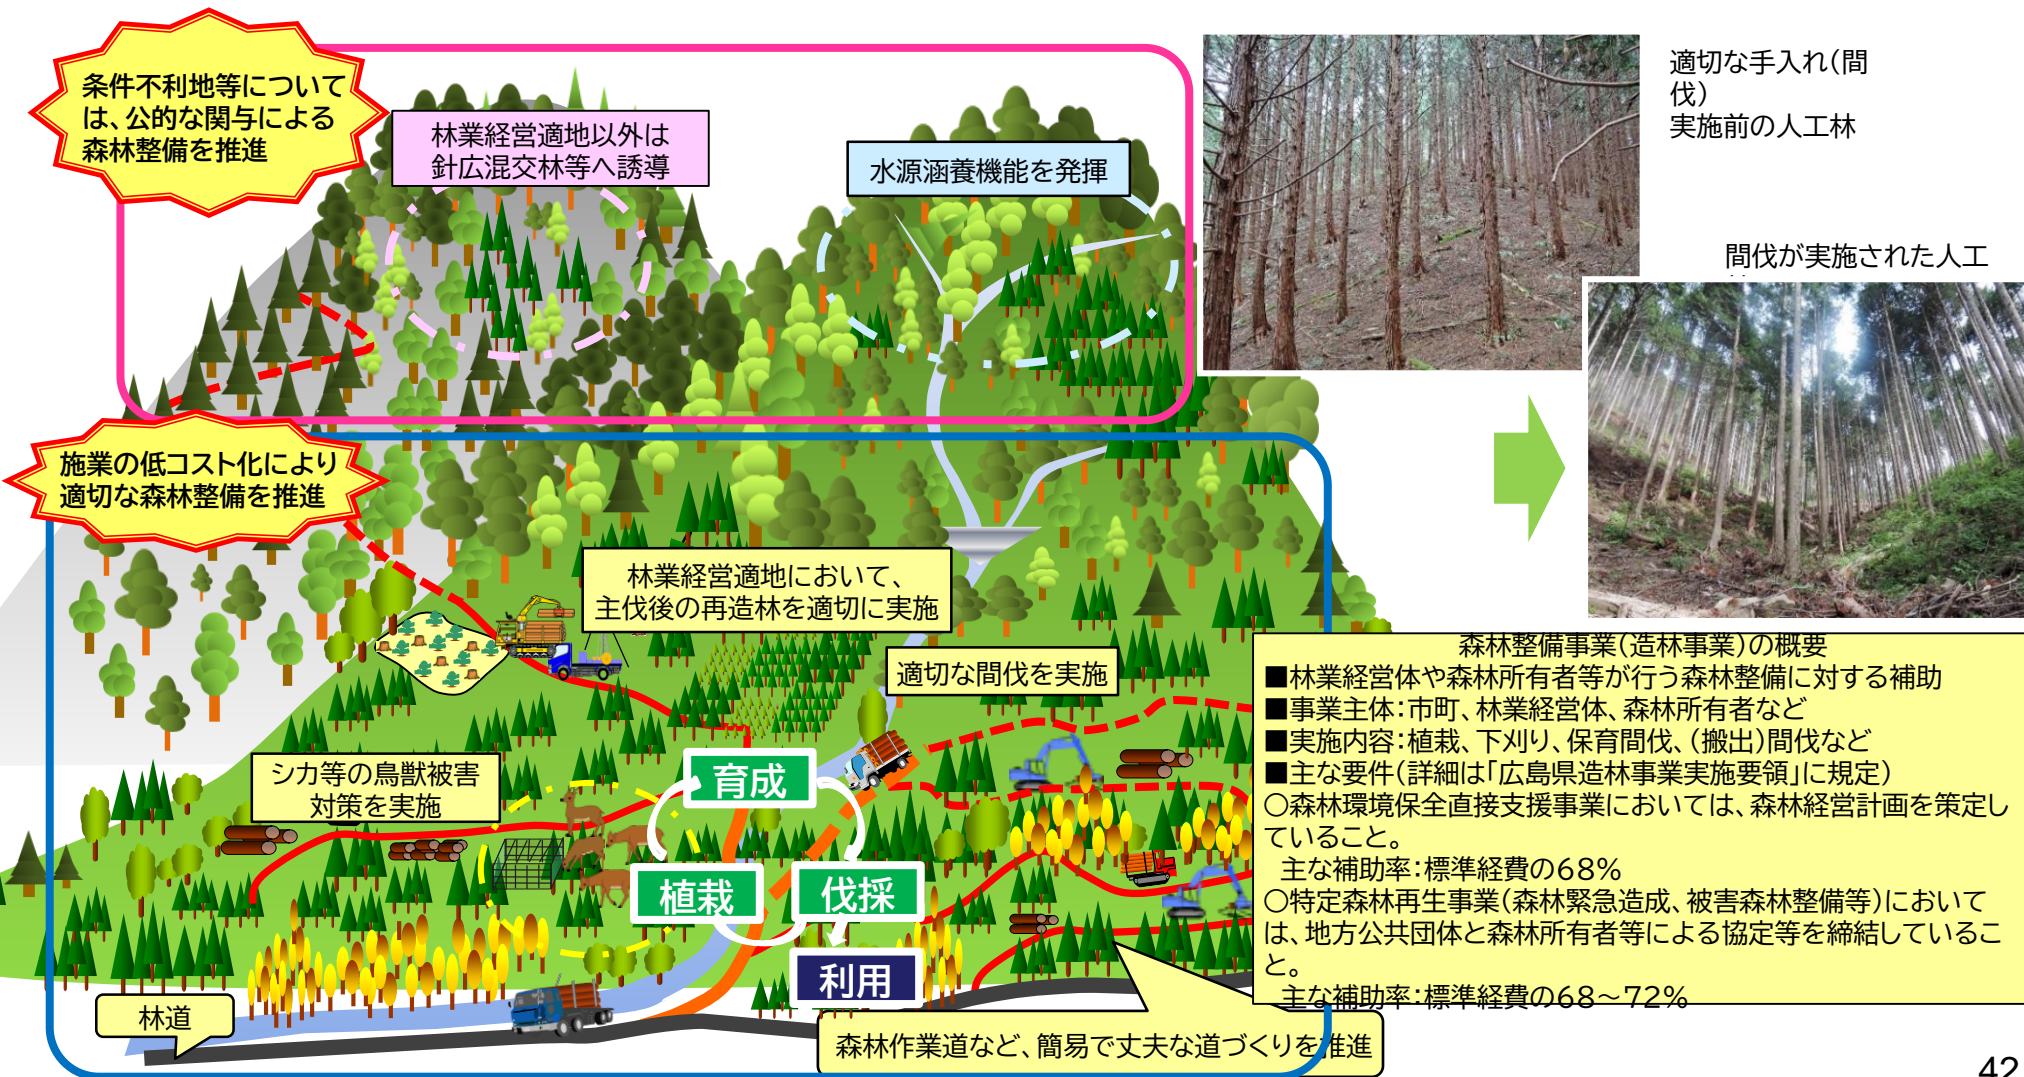 条件不利地等について
は、公的な関与による
森林整備を推進
林業経営適地以外は
針広混交林等へ誘導
水源涵養機能を発揮
適切な手入れ(間
伐)
実施前の人工林
間伐が実施された人工
施業の低コスト化により
適切な森林整備を推進
林業経営適地において、
主伐後の再造林を適切に実施
適切な間伐を実施
シカ等の鳥獣被害
対策を実施
育成
植栽
伐採
利用
林道
森林作業道など、簡易で丈夫な道づくりを推進
森林整備事業(造林事業)の概要
■林業経営体や森林所有者等が行う森林整備に対する補助
■事業主体:市町、林業経営体、森林所有者など
■実施内容:植栽、下刈り、保育間伐、(搬出)間伐など
■主な要件(詳細は「広島県造林事業実施要領」に規定)
○森林環境保全直接支援事業においては、森林経営計画を策定し
ていること。
主な補助率:標準経費の68%
○特定森林再生事業(森林緊急造成、被害森林整備等)において
は、地方公共団体と森林所有者等による協定等を締結しているこ
と。
主な補助率:標準経費の68～72%
42